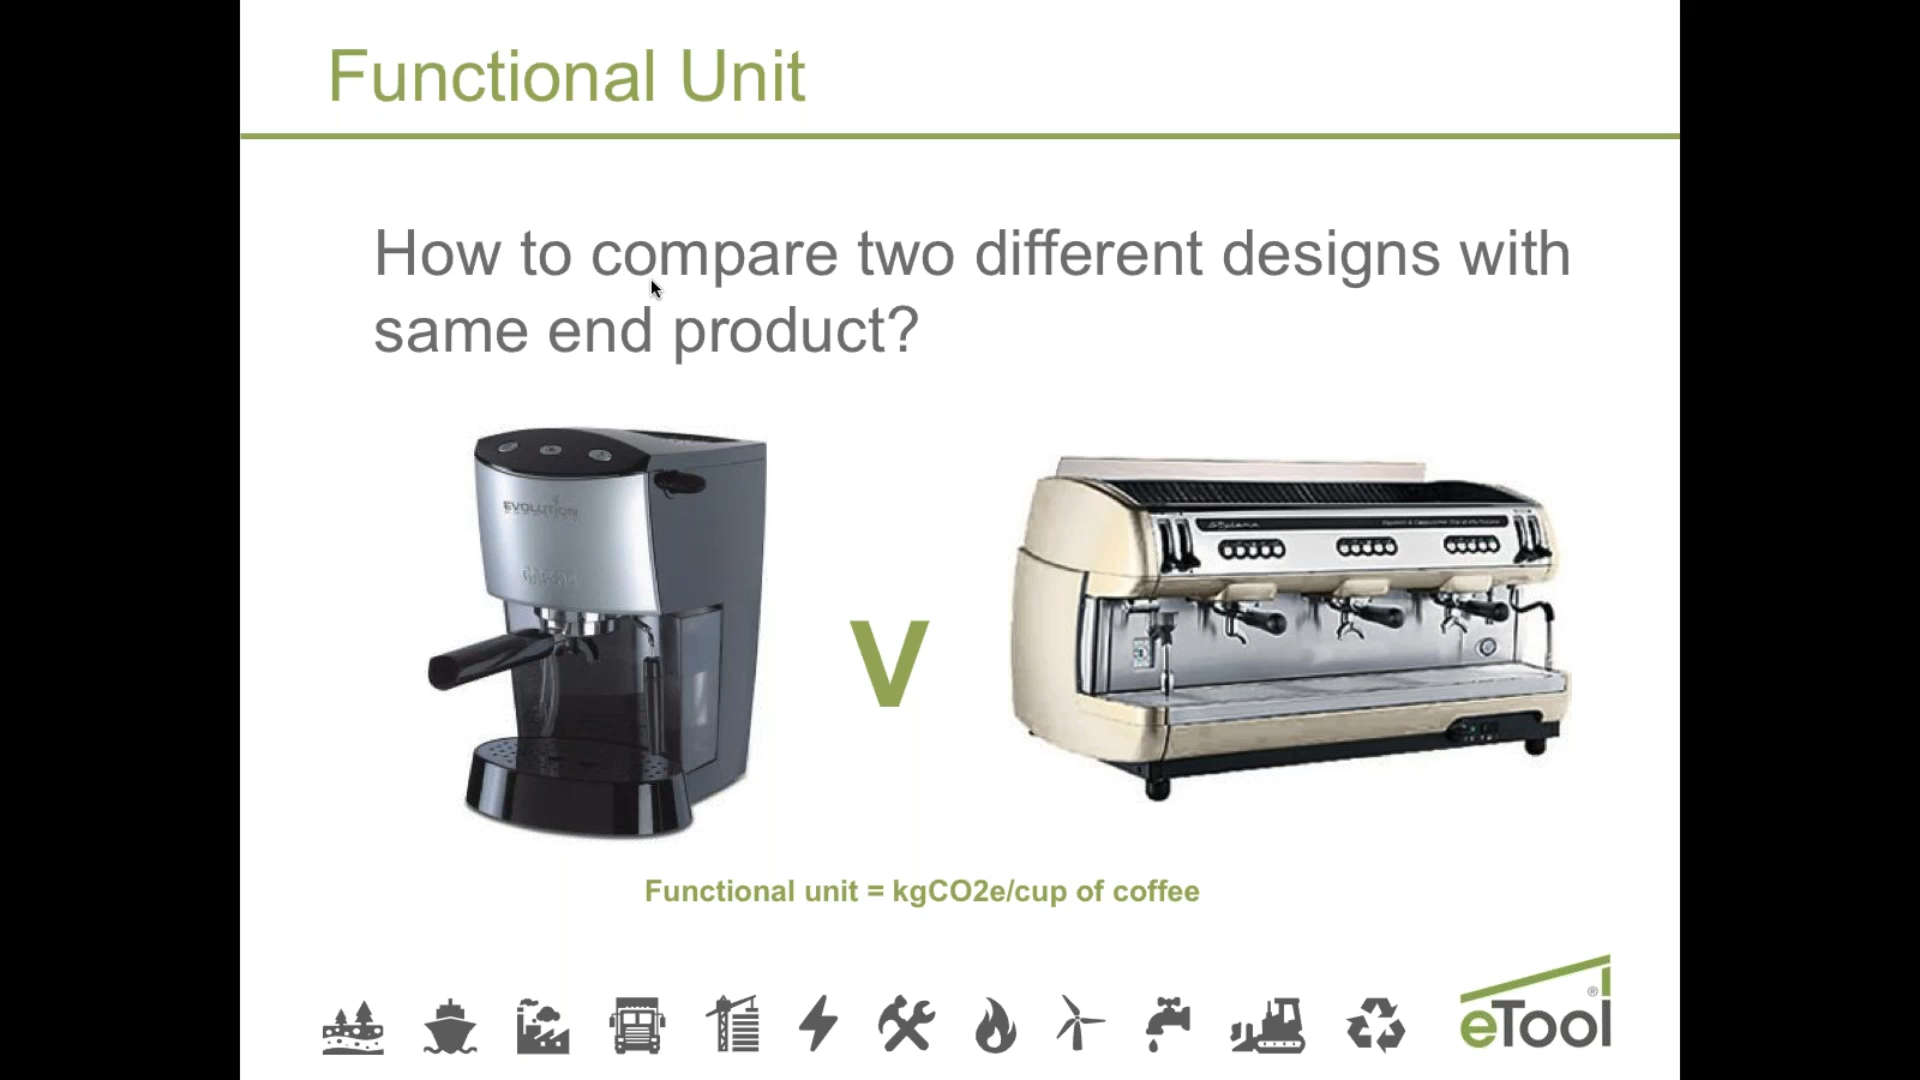 Functional Unit
How to compare two different designs with
same end product?
EVOLUTION
V
Functional unit = kgCO2e/cup of coffee
®
eTool